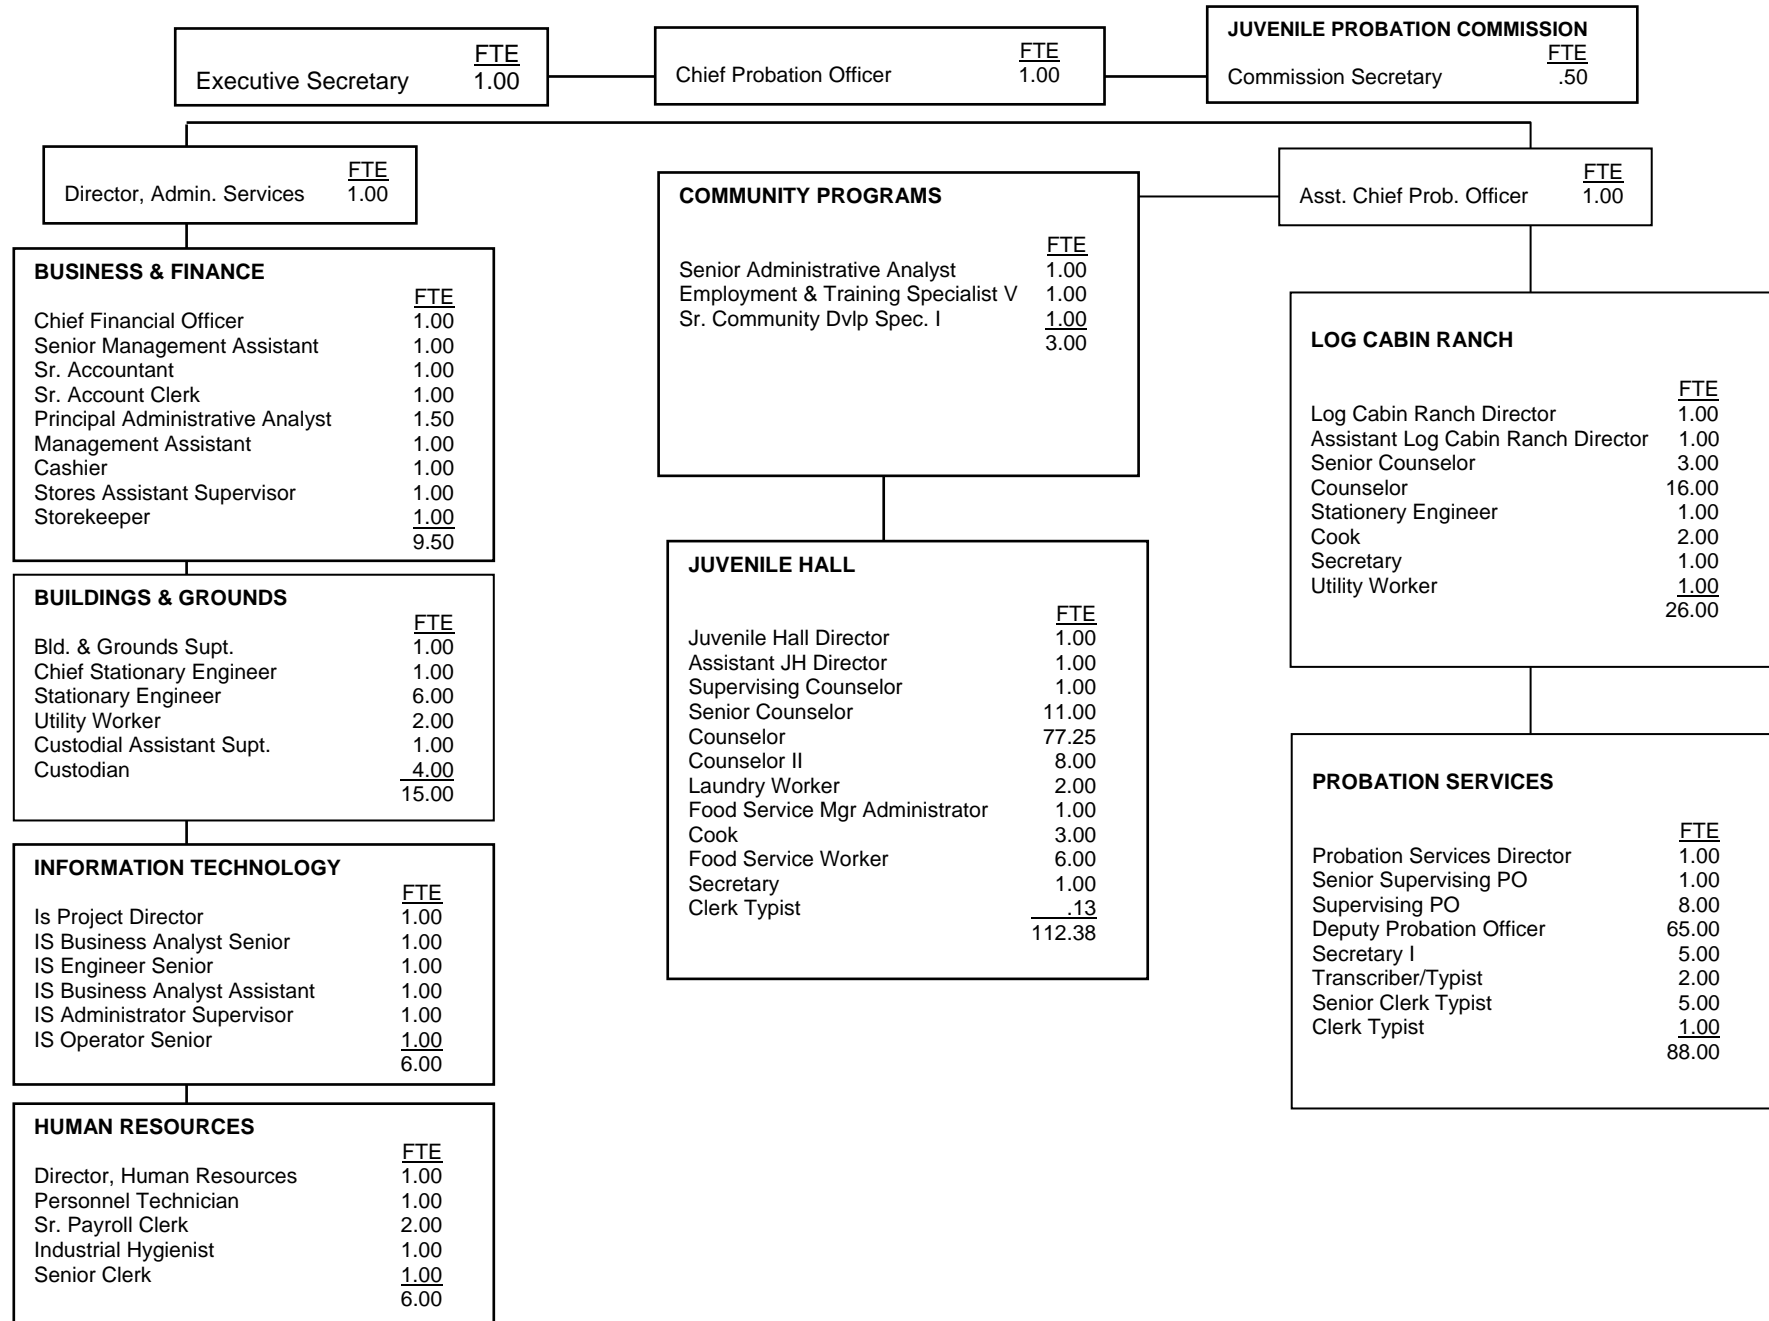 FTE
Executive Secretary 1.00
FTE
Chief Probation Officer 1.00
JUVENILE PROBATION COMMISSION
FTE
Commission Secretary .50
FTE
Director, Admin. Services 1.00
FTE
Asst. Chief Prob. Officer 1.00
BUSINESS & FINANCE
FTE
Chief Financial Officer 1.00
Senior Management Assistant 1.00
Sr. Accountant 1.00
Sr. Account Clerk 1.00
Principal Administrative Analyst 1.50
Management Assistant 1.00
Cashier 1.00
Stores Assistant Supervisor 1.00
Storekeeper 1.00
9.50
BUILDINGS & GROUNDS
FTE
Bld. & Grounds Supt. 1.00
Chief Stationary Engineer 1.00
Stationary Engineer 6.00
Utility Worker 2.00
Custodial Assistant Supt. 1.00
Custodian 4.00
15.00
INFORMATION TECHNOLOGY
FTE
Is Project Director 1.00
IS Business Analyst Senior 1.00
IS Engineer Senior 1.00
IS Business Analyst Assistant 1.00
IS Administrator Supervisor 1.00
IS Operator Senior 1.00
6.00
HUMAN RESOURCES
FTE
Director, Human Resources 1.00
Personnel Technician 1.00
Sr. Payroll Clerk 2.00
Industrial Hygienist 1.00
Senior Clerk 1.00
6.00
COMMUNITY PROGRAMS
FTE
Senior Administrative Analyst 1.00
Employment & Training Specialist V 1.00
Sr. Community Dvlp Spec. I 1.00
3.00
JUVENILE HALL
FTE
Juvenile Hall Director 1.00
Assistant JH Director 1.00
Supervising Counselor 1.00
Senior Counselor 11.00
Counselor 77.25
Counselor II 8.00
Laundry Worker 2.00
Food Service Mgr Administrator 1.00
Cook 3.00
Food Service Worker 6.00
Secretary 1.00
Clerk Typist .13
112.38
LOG CABIN RANCH
FTE
Log Cabin Ranch Director 1.00
Assistant Log Cabin Ranch Director 1.00
Senior Counselor 3.00
Counselor 16.00
Stationery Engineer 1.00
Cook 2.00
Secretary 1.00
Utility Worker 1.00
26.00
PROBATION SERVICES
FTE
Probation Services Director 1.00
Senior Supervising PO 1.00
Supervising PO 8.00
Deputy Probation Officer 65.00
Secretary I 5.00
Transcriber/Typist 2.00
Senior Clerk Typist 5.00
Clerk Typist 1.00
88.00